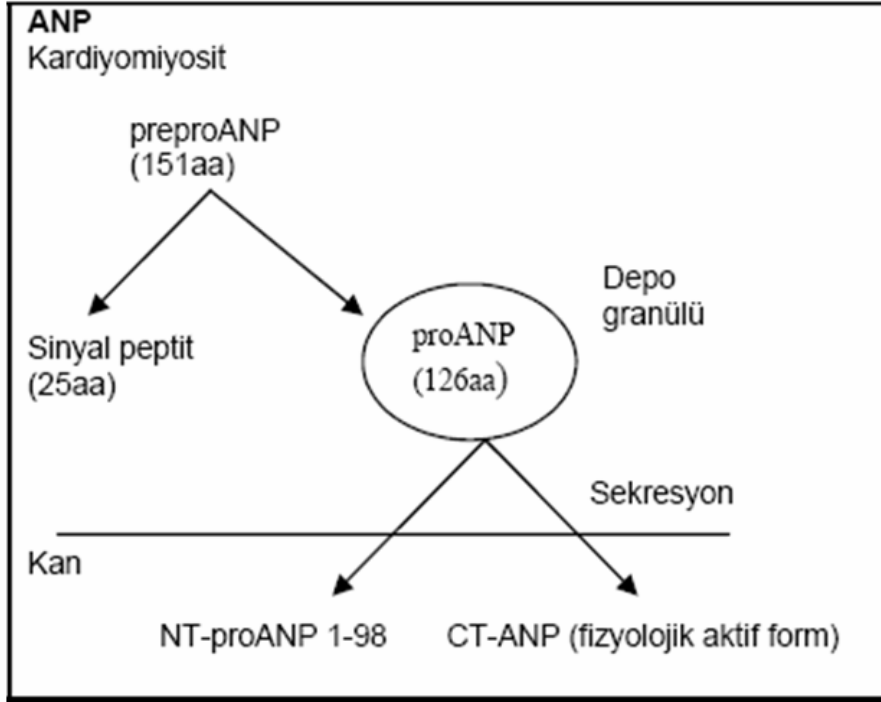 ANP
Kardiyomiyosit
preproANP
(151aa)
Depo
granülü
Sinyal peptit
(25aa)
proANP
(126aa)
Sekresyon
Kan
NT-proANP 1-98
CT-ANP (fizyolojik aktif form)